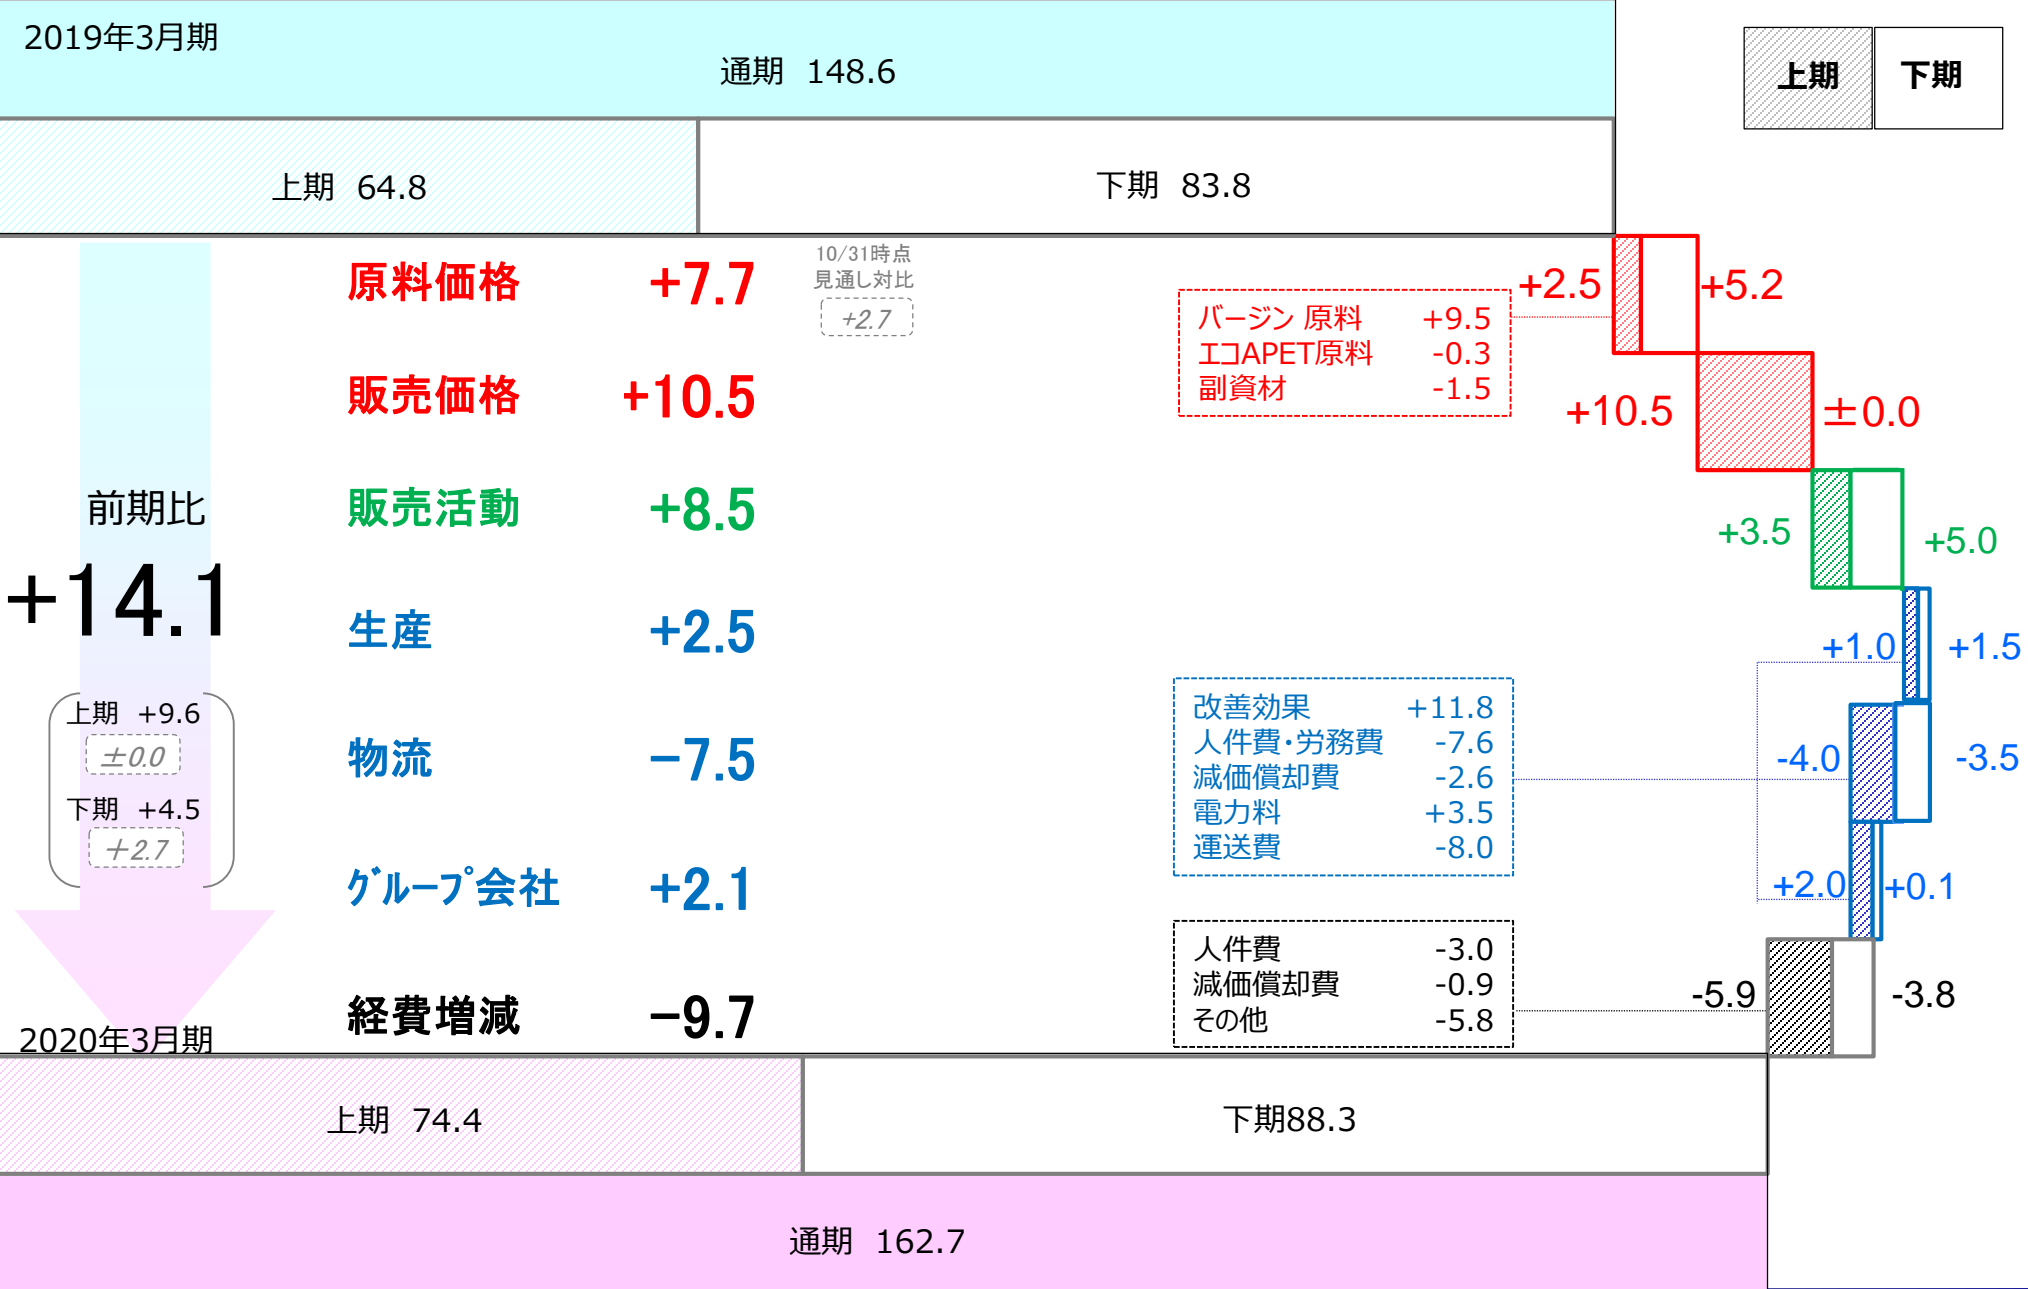 2019年3月期
通期 148.6
上期
下期
上期 64.8
下期 83.8
原料価格 +7.7
10/31時点
見通し対比
+2.7
バージン 原料 +9.5
エコAPET原料 -0.3
副資材 -1.5
+2.5
+5.2
販売価格 +10.5
+10.5
±0.0
前期比
+14.1
上期 +9.6
±0.0
下期 +4.5
+2.7
販売活動 +8.5
+3.5
+5.0
生産 +2.5
+1.0
+1.5
物流 −7.5
改善効果 +11.8
人件費・労務費 -7.6
減価償却費 -2.6
電力料 +3.5
運送費 -8.0
-4.0
-3.5
グループ会社 +2.1
+2.0
+0.1
経費増減 −9.7
人件費 -3.0
減価償却費 -0.9
その他 -5.8
-5.9
-3.8
2020年3月期
上期 74.4
下期88.3
通期 162.7